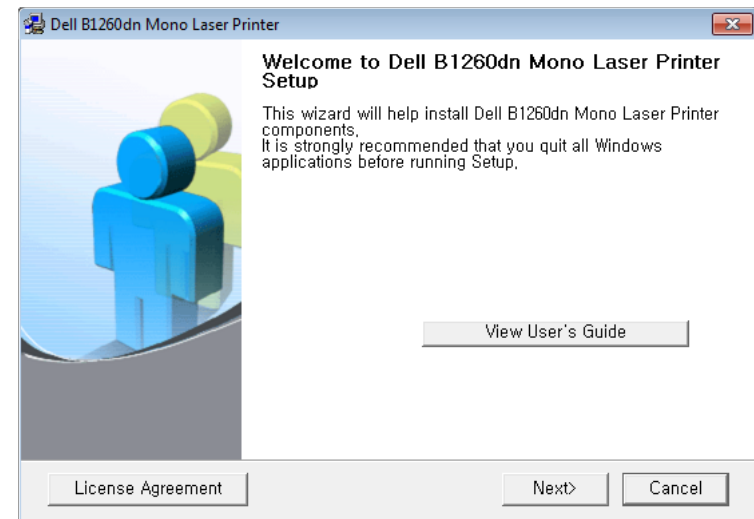 Dell B1260dn Mono Laser Printer
Welcome to Dell B1260dn Mono Laser Printer
Setup
This wizard will help install Dell B1260dn Mono Laser Printer
components,
It is strongly recommended that you quit all Windows
applications before running Setup,
View User's Guide
License Agreement
Next>
Cancel